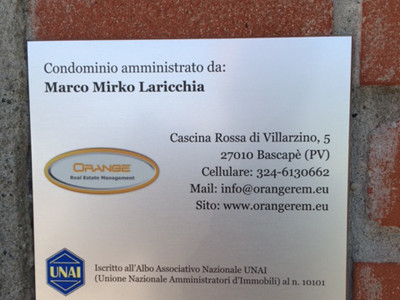 Condominio amministrato da:
Marco Mirko Laricchia
ORANGE
Real Estate Management
Cascina Rossa di Villarzino, 5
27010 Bascapè (PV)
Cellulare: 324-6130662
Mail: info@orangerem.eu
Sito: www.orangerem.eu
UNAI
Iscritto all'Albo Associativo Nazionale UNAI
(Unione Nazionale Amministratori d'Immobili) al n. 10101